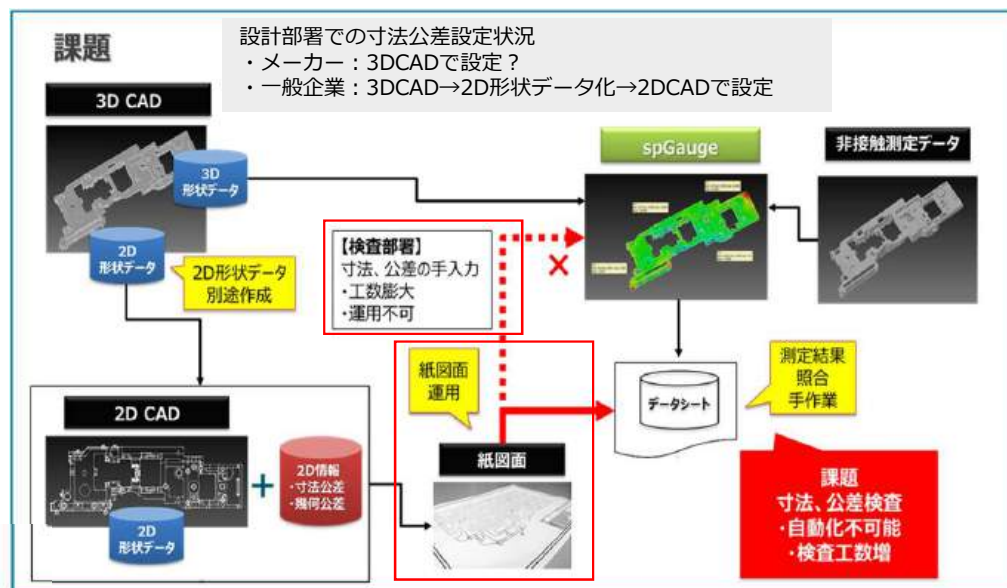 課題
設計部署での寸法公差設定状況
・メーカー：3DCADで設定？
・一般企業：3DCAD→2D形状データ化→2DCADで設定
3D CAD
3D
形状データ
2D
形状データ
2D形状データ
別途作成
spGauge
非接触測定データ
【検査部署】
寸法、公差の手入力
・工数膨大
・運用不可
×
紙図面
運用
紙図面
データシート
測定結果
照合
手作業
2D CAD
2D
形状データ
+
2D情報
・寸法公差
・幾何公差
課題
寸法、公差検査
・自動化不可能
・検査工数増